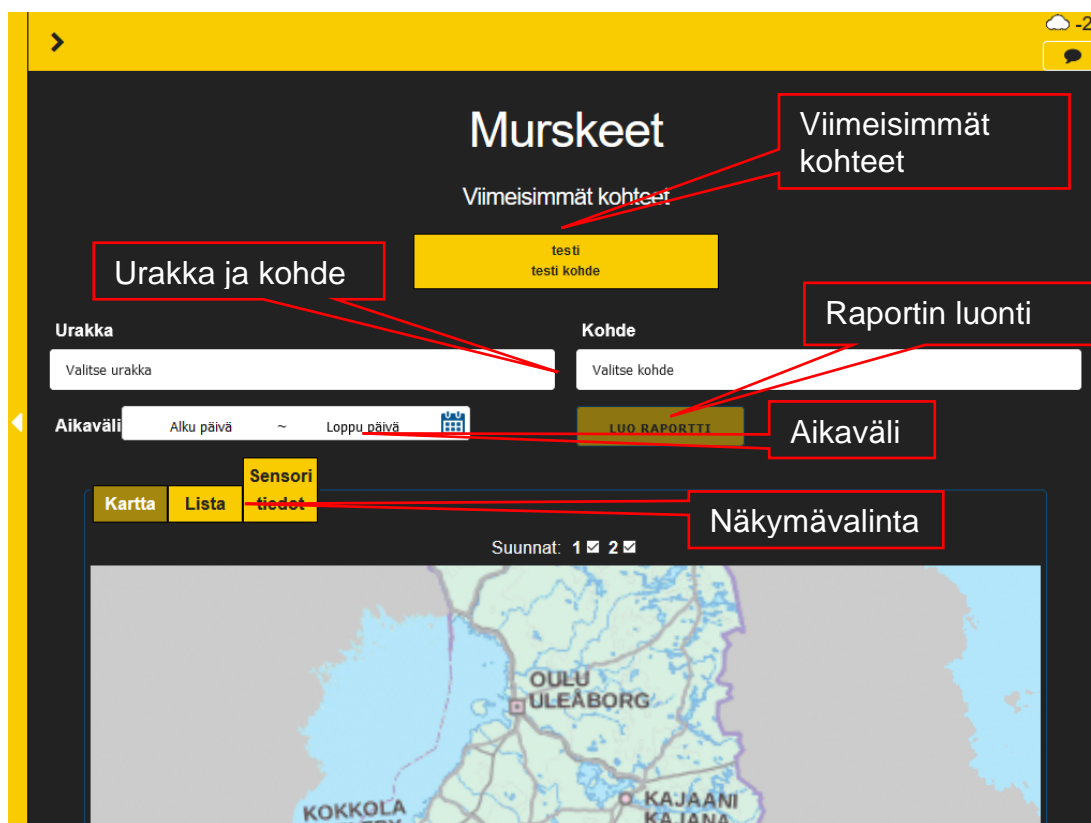 -2
Murskeet
Viimeisimmät
kohteet
Viimeisimmät kohteet
testi
testi kohde
Urakka ja kohde
Raportin luonti
Urakka
Kohde
Valitse urakka
Valitse kohde
Aikaväli
Alku päivä ~ Loppu päivä
LUO RAPORTTI
Aikaväli
Kartta
Lista
Sensori
tiedot
Näkymävalinta
Suunnat: 1 2
OULU
ULEÅBORG
KAJAANI
KAJANA
KOKKOLA